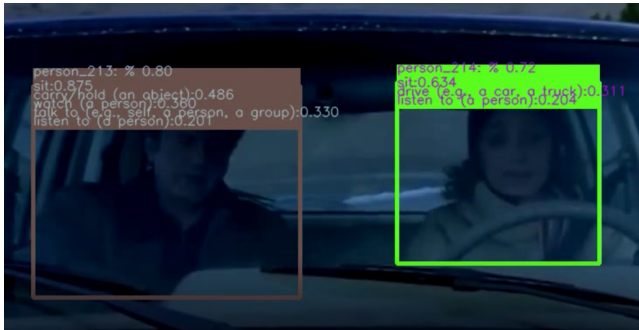 person_213: % 0.80
sit:0.875
carry/hold (an object):0.486
watch (a person):0.360
talk to (e.g., self, a person, a group):0.330
listen to (a person):0.201
person_214: % 0.72
sit:0.634
drive (e.g., a car, a truck):0.311
listen to (a person):0.204